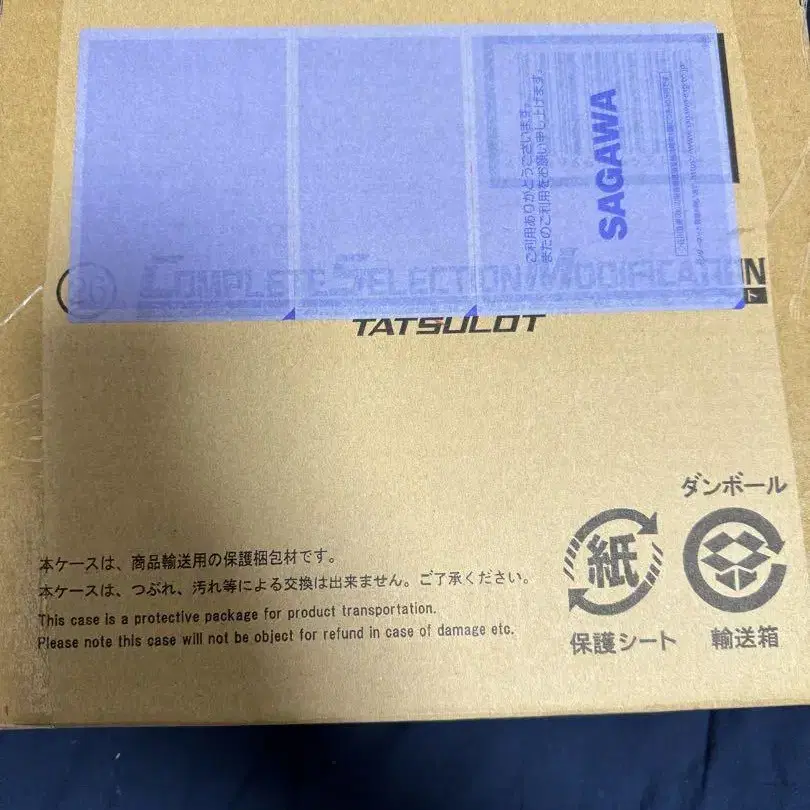 ご利用ありがとうございます。
またのご利用をお願い申し上げます。
SAGAWA
26 COMPLETE SELECTION MODIFICATION
TATSULOT
ダンボール
紙
保護シート
輸送箱
本ケースは、商品輸送用の保護梱包材です。
本ケースは、つぶれ、汚れ等による交換は出来ません。ご了承ください。
This case is a protective package for product transportation.
Please note this case will not be object for refund in case of damage etc.